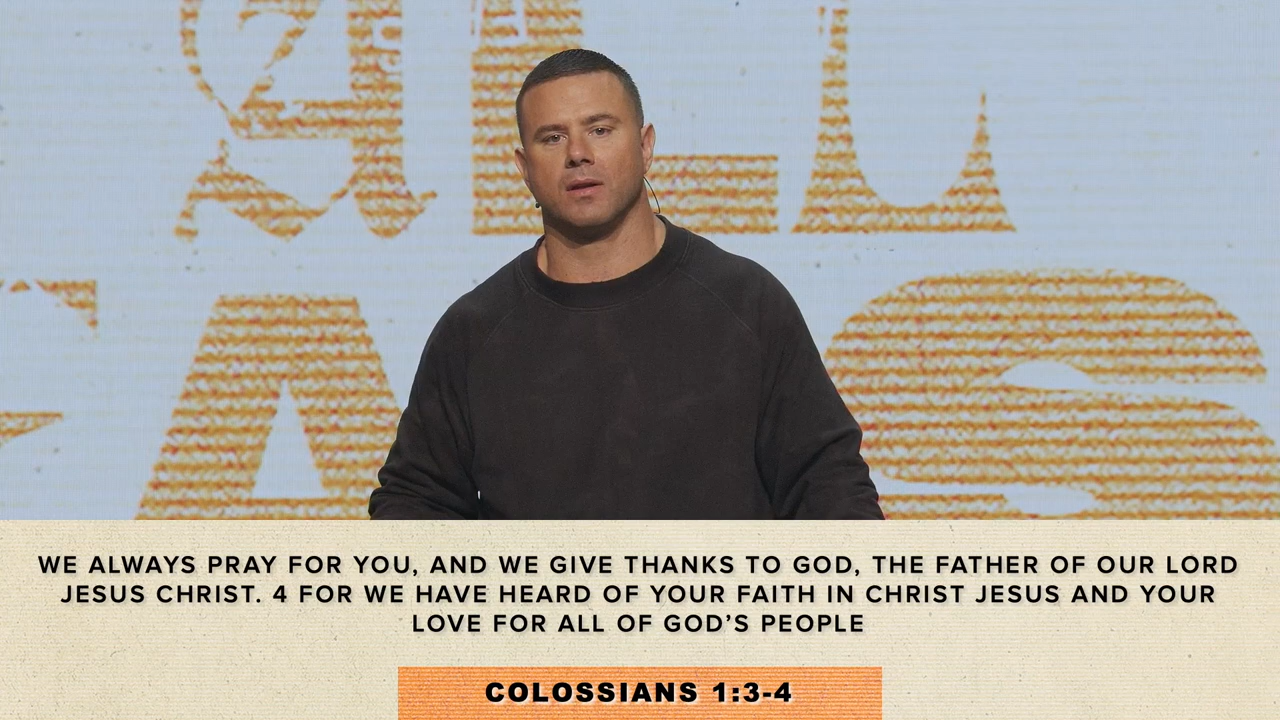 ALL
WE ALWAYS PRAY FOR YOU, AND WE GIVE THANKS TO GOD, THE FATHER OF OUR LORD
JESUS CHRIST. 4 FOR WE HAVE HEARD OF YOUR FAITH IN CHRIST JESUS AND YOUR
LOVE FOR ALL OF GOD’S PEOPLE
COLOSSIANS 1:3-4